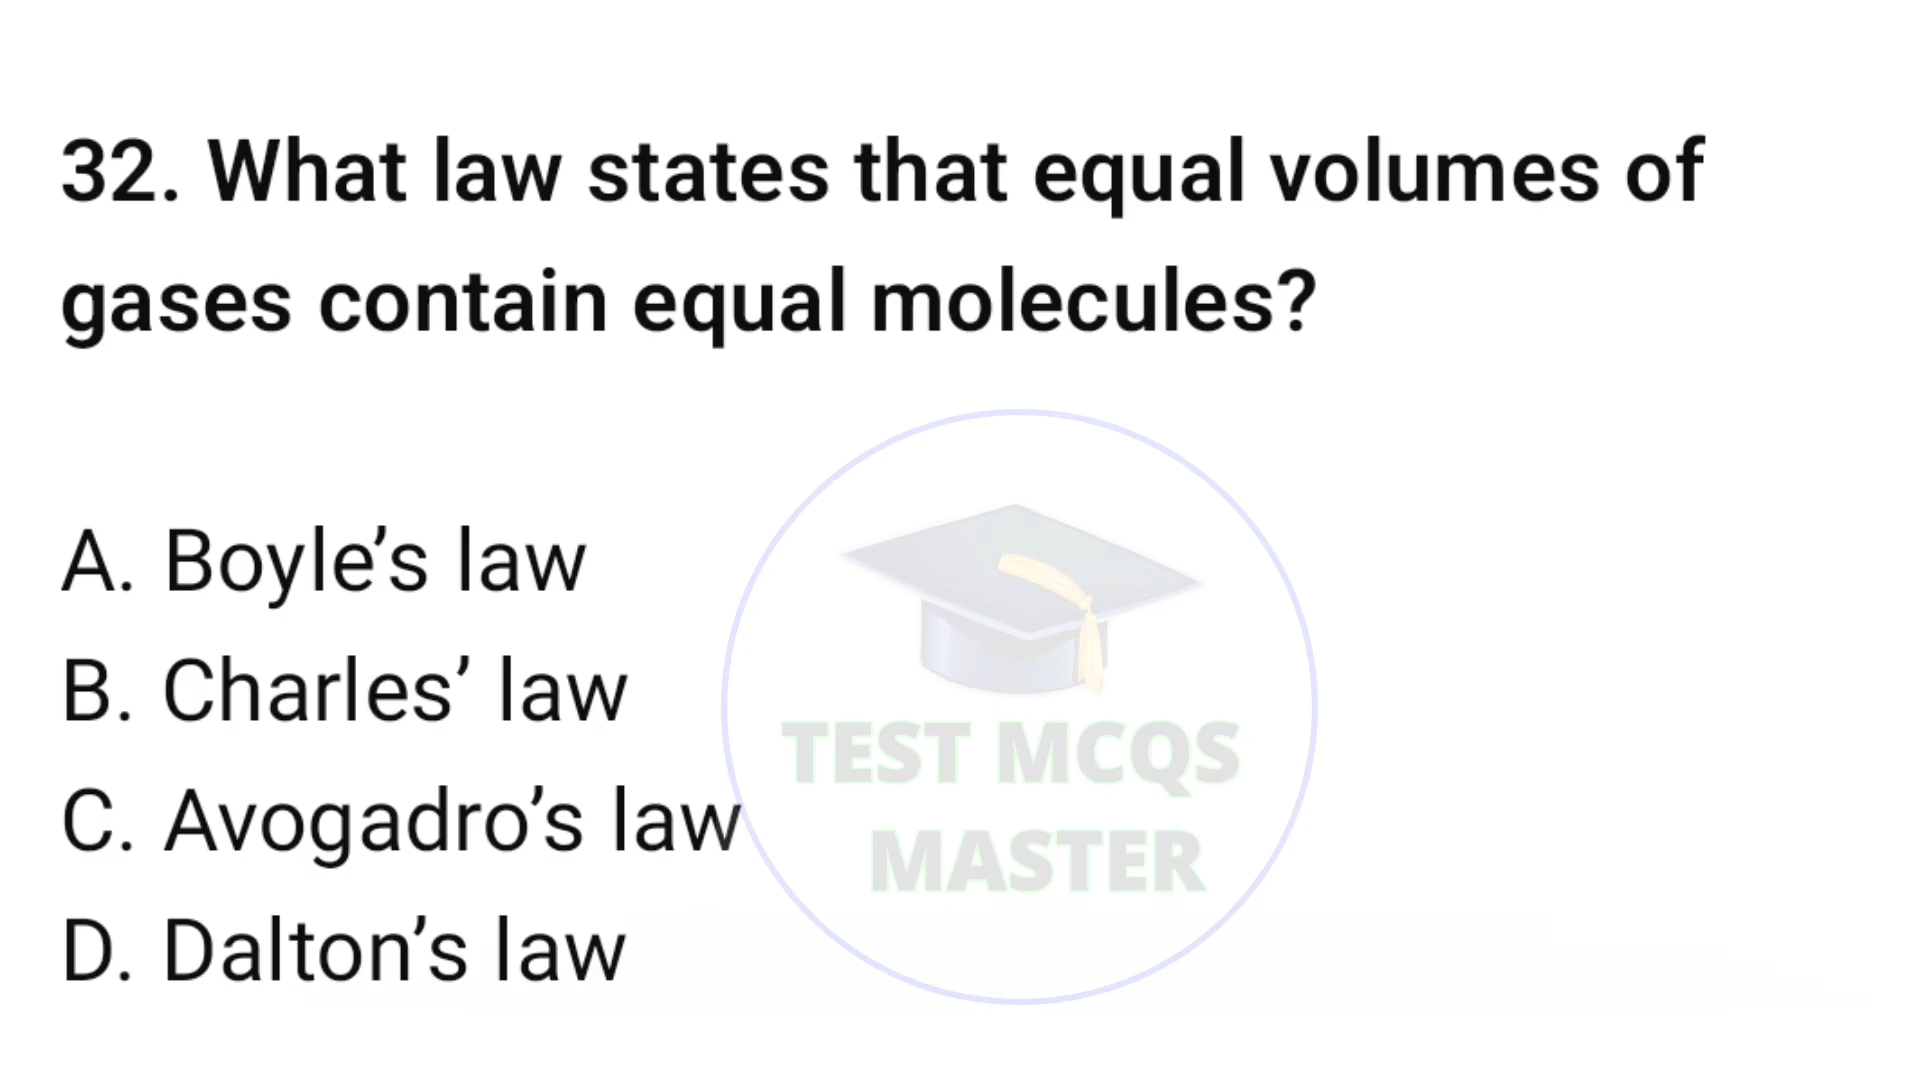 32. What law states that equal volumes of
gases contain equal molecules?
A. Boyle’s law
B. Charles’ law
C. Avogadro’s law
D. Dalton’s law
TEST MCQS
MASTER